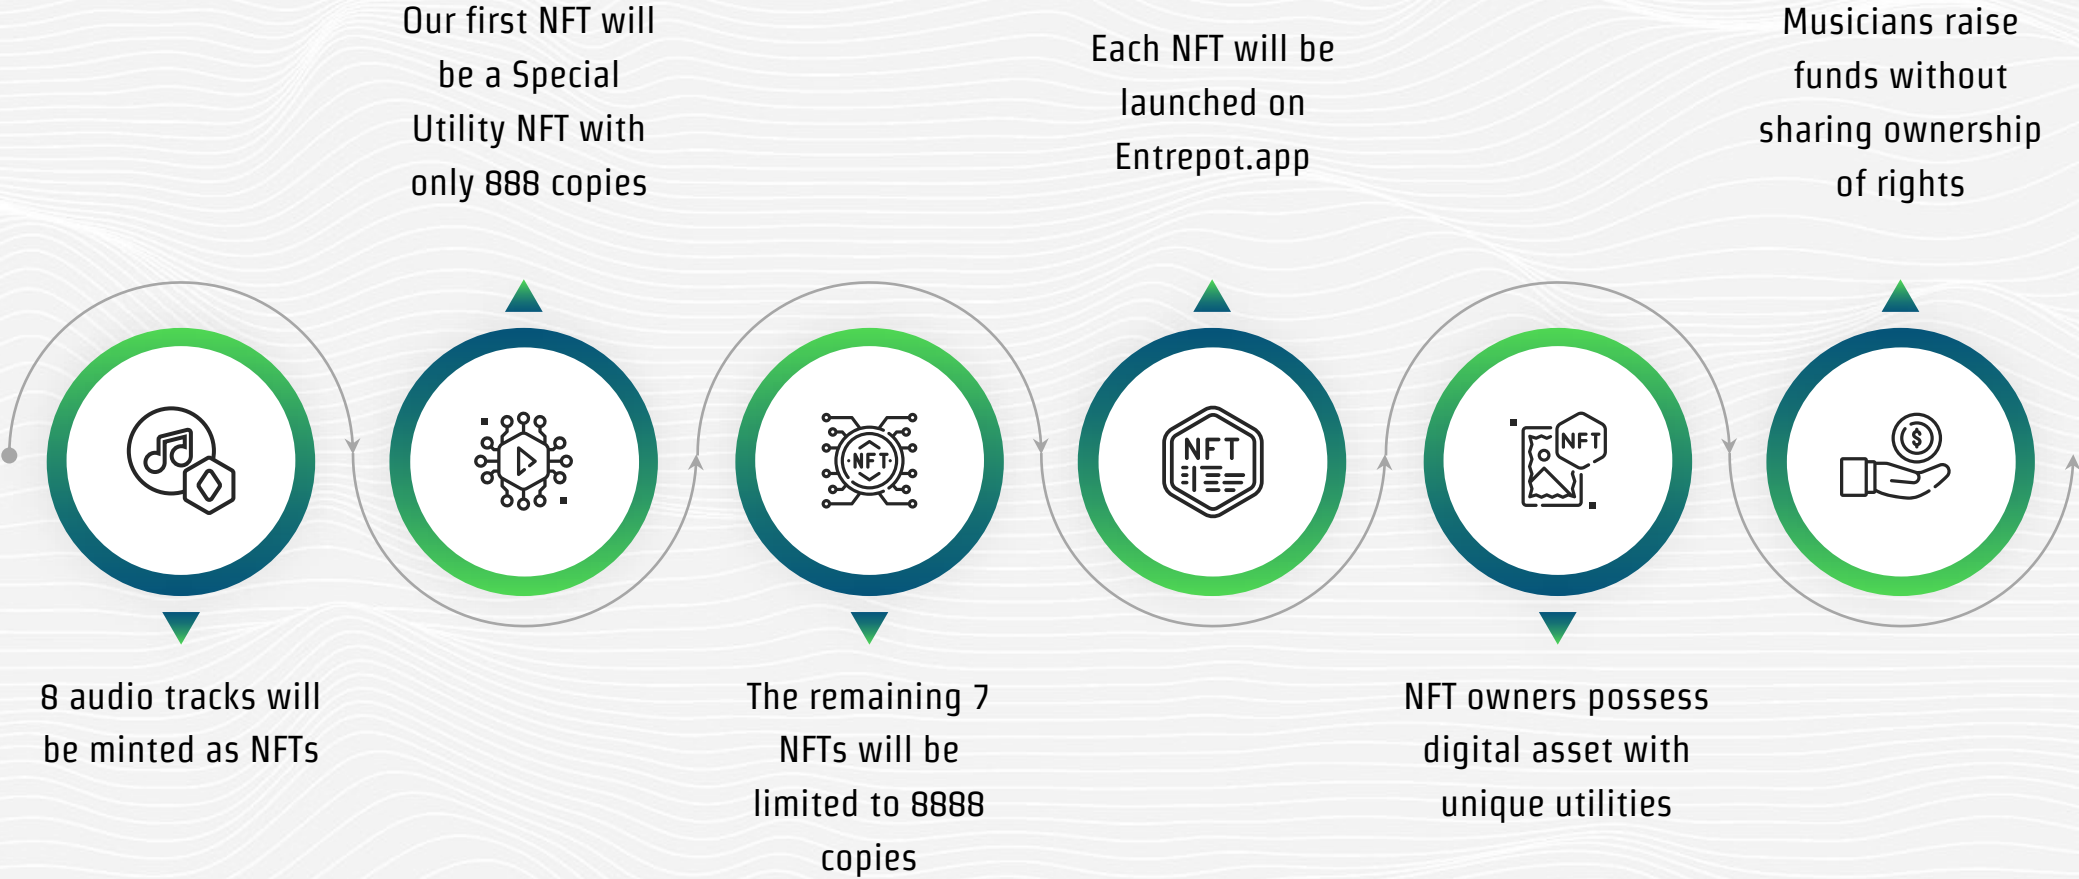 8 audio tracks will
be minted as NFTs
Our first NFT will
be a Special
Utility NFT with
only 888 copies
The remaining 7
NFTs will be
limited to 8888
copies
Each NFT will be
launched on
Entrepot.app
NFT owners possess
digital asset with
unique utilities
Musicians raise
funds without
sharing ownership
of rights
NFT
NFT
NFT
$